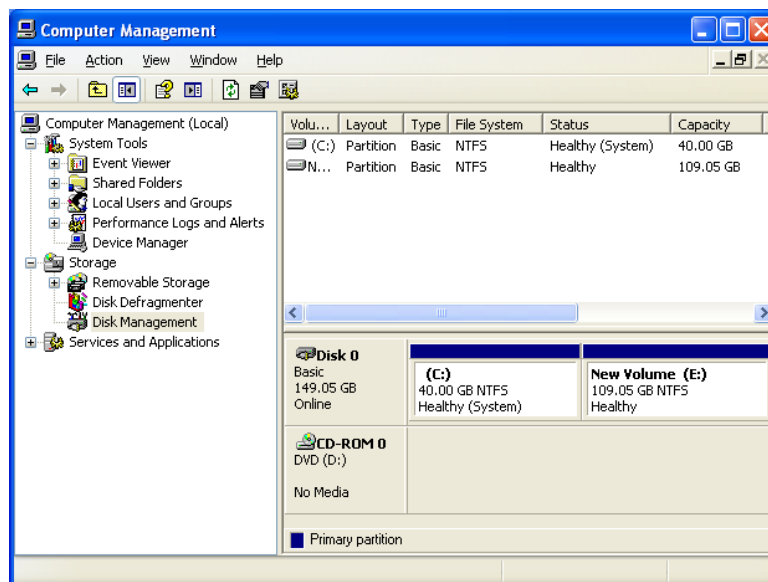 Computer Management
File Action View Window Help
Computer Management (Local)
System Tools
Event Viewer
Shared Folders
Local Users and Groups
Performance Logs and Alerts
Device Manager
Storage
Removable Storage
Disk Defragmenter
Disk Management
Services and Applications
Volu... Layout Type File System Status Capacity
(C:) Partition Basic NTFS Healthy (System) 40.00 GB
N... Partition Basic NTFS Healthy 109.05 GB
Disk 0
Basic
149.05 GB
Online
(C:)
40.00 GB NTFS
Healthy (System)
New Volume (E:)
109.05 GB NTFS
Healthy
CD-ROM 0
DVD (D:)
No Media
Primary partition